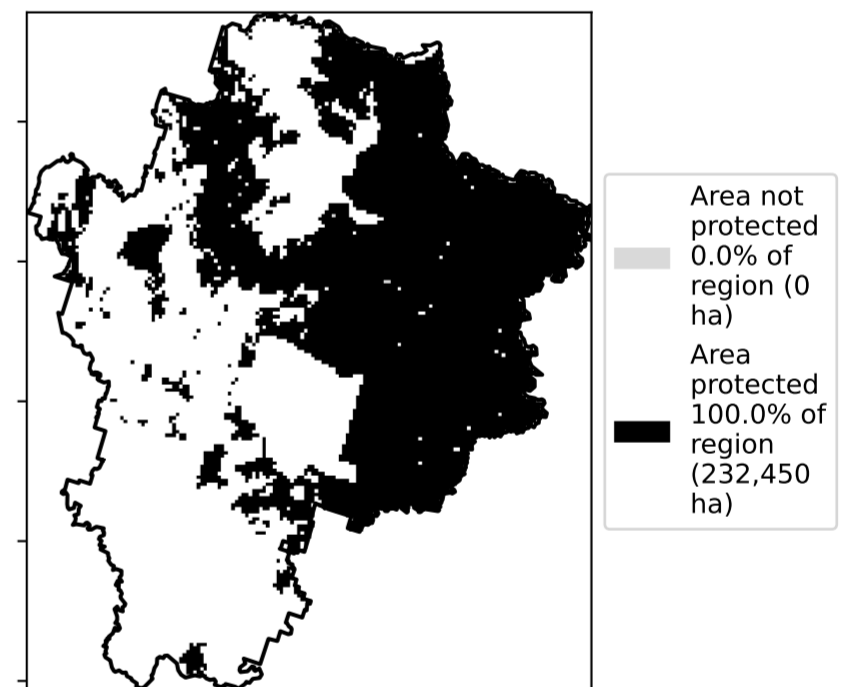 Area not
protected
0.0% of
region (0
ha)
Area
protected
100.0% of
region
(232,450
ha)